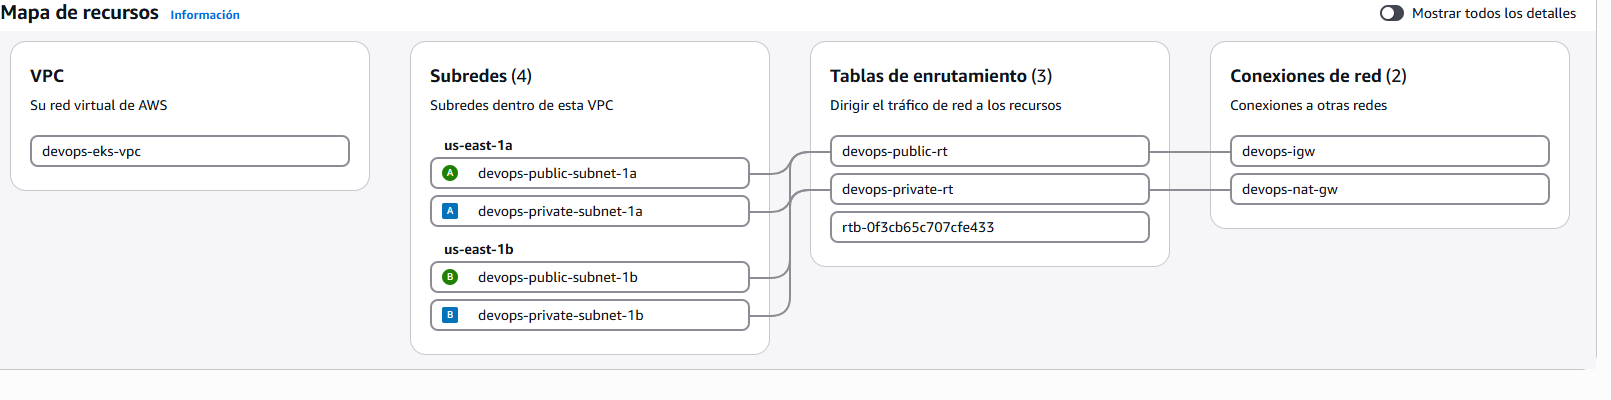 Mapa de recursos Información
Mostrar todos los detalles
VPC
Su red virtual de AWS
devops-eks-vpc
Subredes (4)
Subredes dentro de esta VPC
us-east-1a
A devops-public-subnet-1a
A devops-private-subnet-1a
us-east-1b
B devops-public-subnet-1b
B devops-private-subnet-1b
Tablas de enrutamiento (3)
Dirigir el tráfico de red a los recursos
devops-public-rt
devops-private-rt
rtb-0f3cb65c707cfe433
Conexiones de red (2)
Conexiones a otras redes
devops-igw
devops-nat-gw